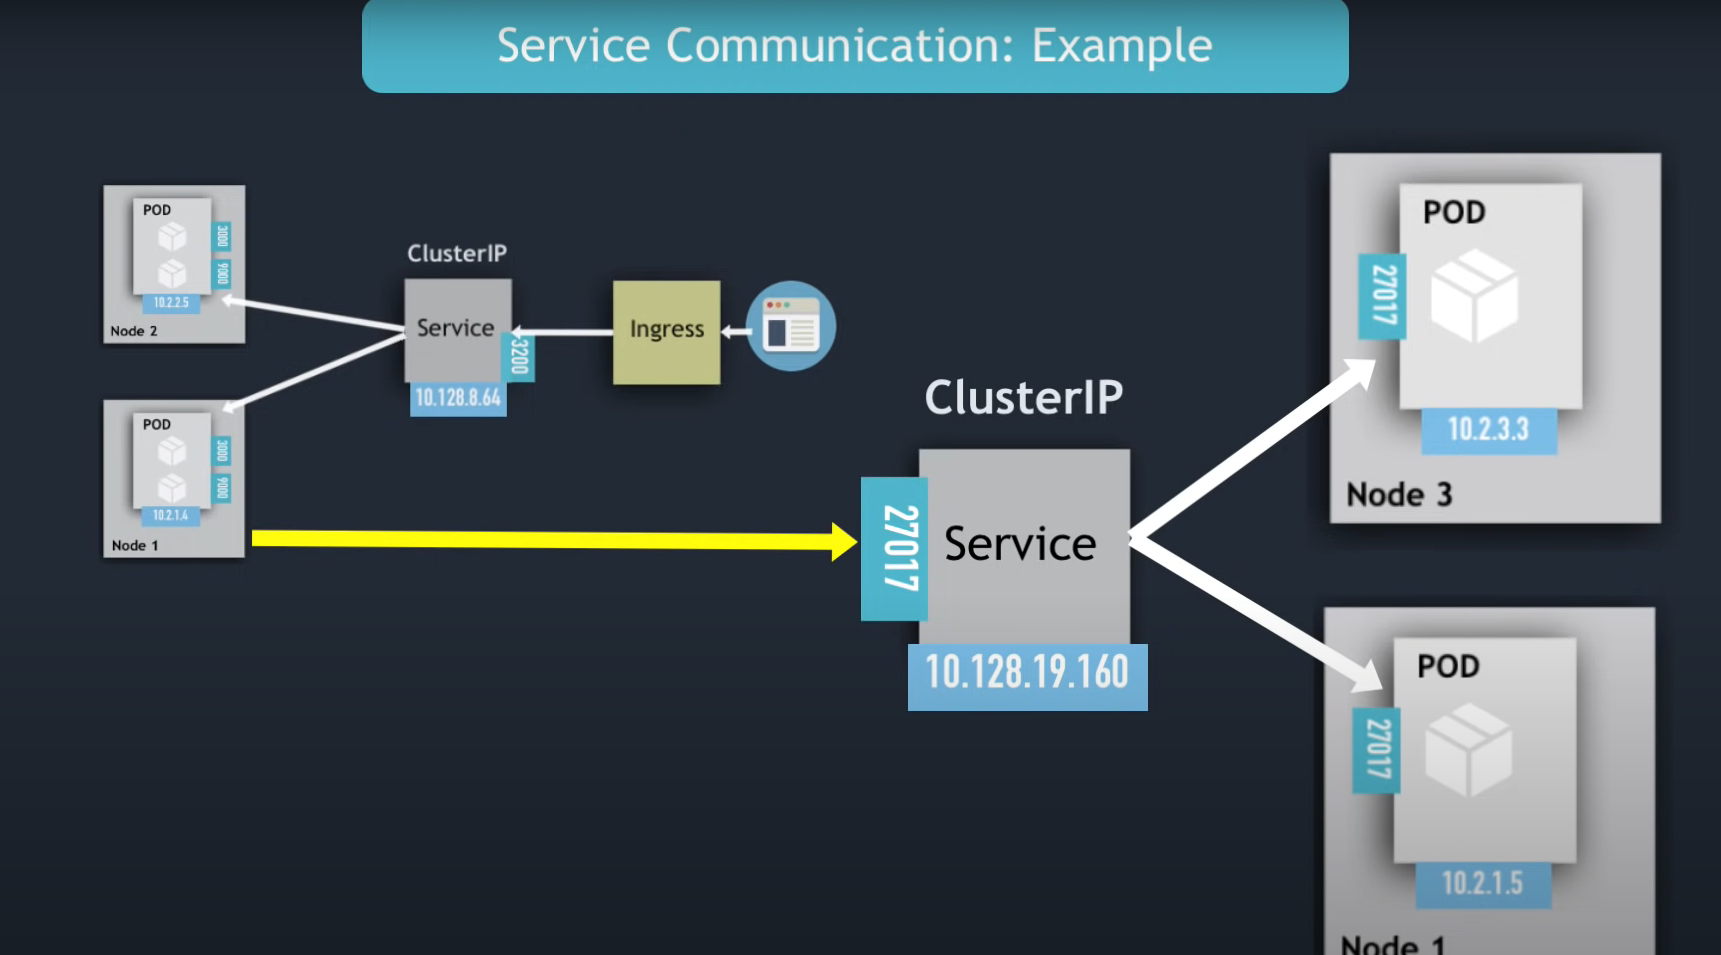 Service Communication: Example
POD
3000
9000
10.2.2.5
Node 2
ClusterIP
Service
3200
10.128.8.64
Ingress
POD
3000
9000
10.2.1.4
Node 1
ClusterIP
27017
Service
10.128.19.160
POD
27017
10.2.3.3
Node 3
POD
27017
10.2.1.5
Node 1